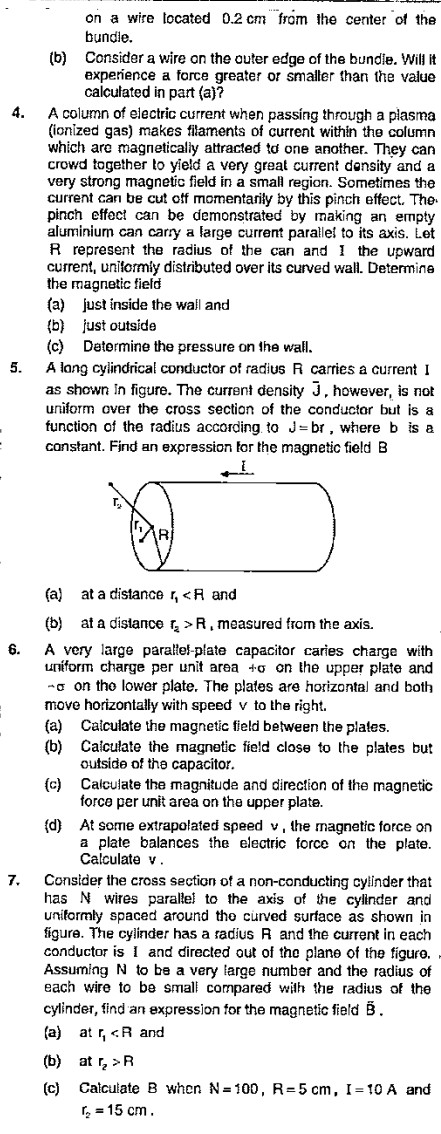 on a wire located 0.2 cm from the center of the
bundle.
(b) Consider a wire on the outer edge of the bundle. Will it
experience a force greater or smaller than the value
calculated in part (a)?
4. A column of electric current when passing through a plasma
(ionized gas) makes filaments of current within the column
which are magnetically attracted to one another. They can
crowd together to yield a very great current density and a
very strong magnetic field in a small region. Sometimes the
current can be cut off momentarily by this pinch effect. The
pinch effect can be demonstrated by making an empty
aluminium can carry a large current parallel to its axis. Let
R represent the radius of the can and I the upward
current, uniformly distributed over its curved wall. Determine
the magnetic field
(a) just inside the wall and
(b) just outside
(c) Determine the pressure on the wall.
5. A long cylindrical conductor of radius R carries a current I
as shown in figure. The current density J̄, however, is not
uniform over the cross section of the conductor but is a
function of the radius according to J = br, where b is a
constant. Find an expression for the magnetic field B
I
r₂
r₁
R
(a) at a distance r₁ < R and
(b) at a distance r₂ > R, measured from the axis.
6. A very large parallel-plate capacitor caries charge with
uniform charge per unit area +σ on the upper plate and
-σ on the lower plate. The plates are horizontal and both
move horizontally with speed v to the right.
(a) Calculate the magnetic field between the plates.
(b) Calculate the magnetic field close to the plates but
outside of the capacitor.
(c) Calculate the magnitude and direction of the magnetic
force per unit area on the upper plate.
(d) At some extrapolated speed v, the magnetic force on
a plate balances the electric force on the plate.
Calculate v.
7. Consider the cross section of a non-conducting cylinder that
has N wires parallel to the axis of the cylinder and
uniformly spaced around the curved surface as shown in
figure. The cylinder has a radius R and the current in each
conductor is I and directed out of the plane of the figure.
Assuming N to be a very large number and the radius of
each wire to be small compared with the radius of the
cylinder, find an expression for the magnetic field B̄.
(a) at r₁ < R and
(b) at r₂ > R
(c) Calculate B when N = 100, R = 5 cm, I = 10 A and
r₂ = 15 cm.